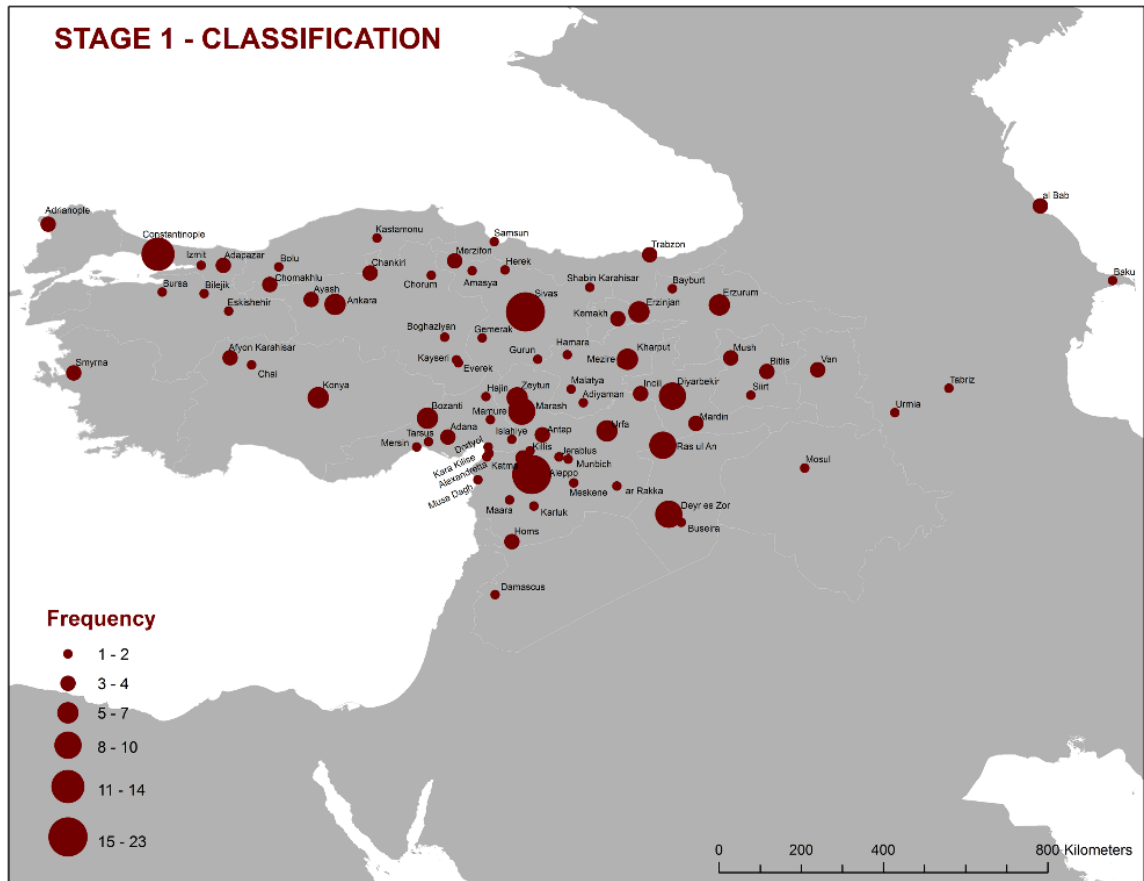 STAGE 1 - CLASSIFICATION
al Bab
Adrianople
Constantinople
Kastamonu
Samsun
Trabzon
Izmit
Adapazar
Bolu
Chankiri
Merzifon
Herek
Baku
Bursa
Bilejik
Chomakhlu
Chorum
Amasya
Shabin Karahisar
Bayburt
Eskishehir
Ayash
Ankara
Sivas
Kemakh
Erzinjan
Erzurum
Boghazlyan
Gemerak
Afyon Karahisar
Chai
Kayseri
Everek
Gurun
Hamara
Mezire
Kharput
Mush
Bitlis
Van
Smyrna
Konya
Hajin
Zeytun
Malatya
Adiyaman
Incili
Diyarbekir
Siirt
Tabriz
Bozanti
Mamure
Marash
Urmia
Tarsus
Adana
Islahiye
Antap
Urfa
Mardin
Mersin
Dortyol
Killis
Jerablus
Ras ul An
Kara Kilise
Alexandretta
Katma
Aleppo
Munbich
Mosul
Musa Dagh
Meskene
ar Rakka
Maara
Karluk
Deyr es Zor
Buseira
Homs
Damascus
Frequency
1 - 2
3 - 4
5 - 7
8 - 10
11 - 14
15 - 23
0 200 400 800 Kilometers